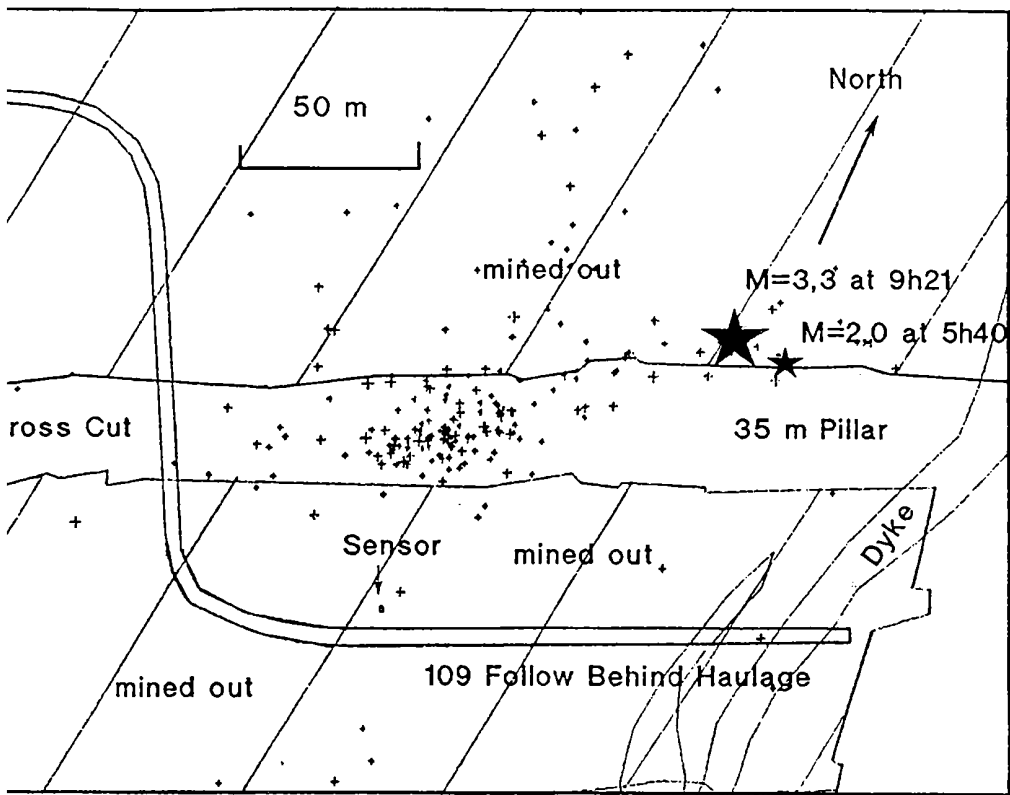 North
50 m
mined out
M=3,3 at 9h21
M=2,0 at 5h40
ross Cut
35 m Pillar
Sensor
mined out
Dyke
mined out
109 Follow Behind Haulage